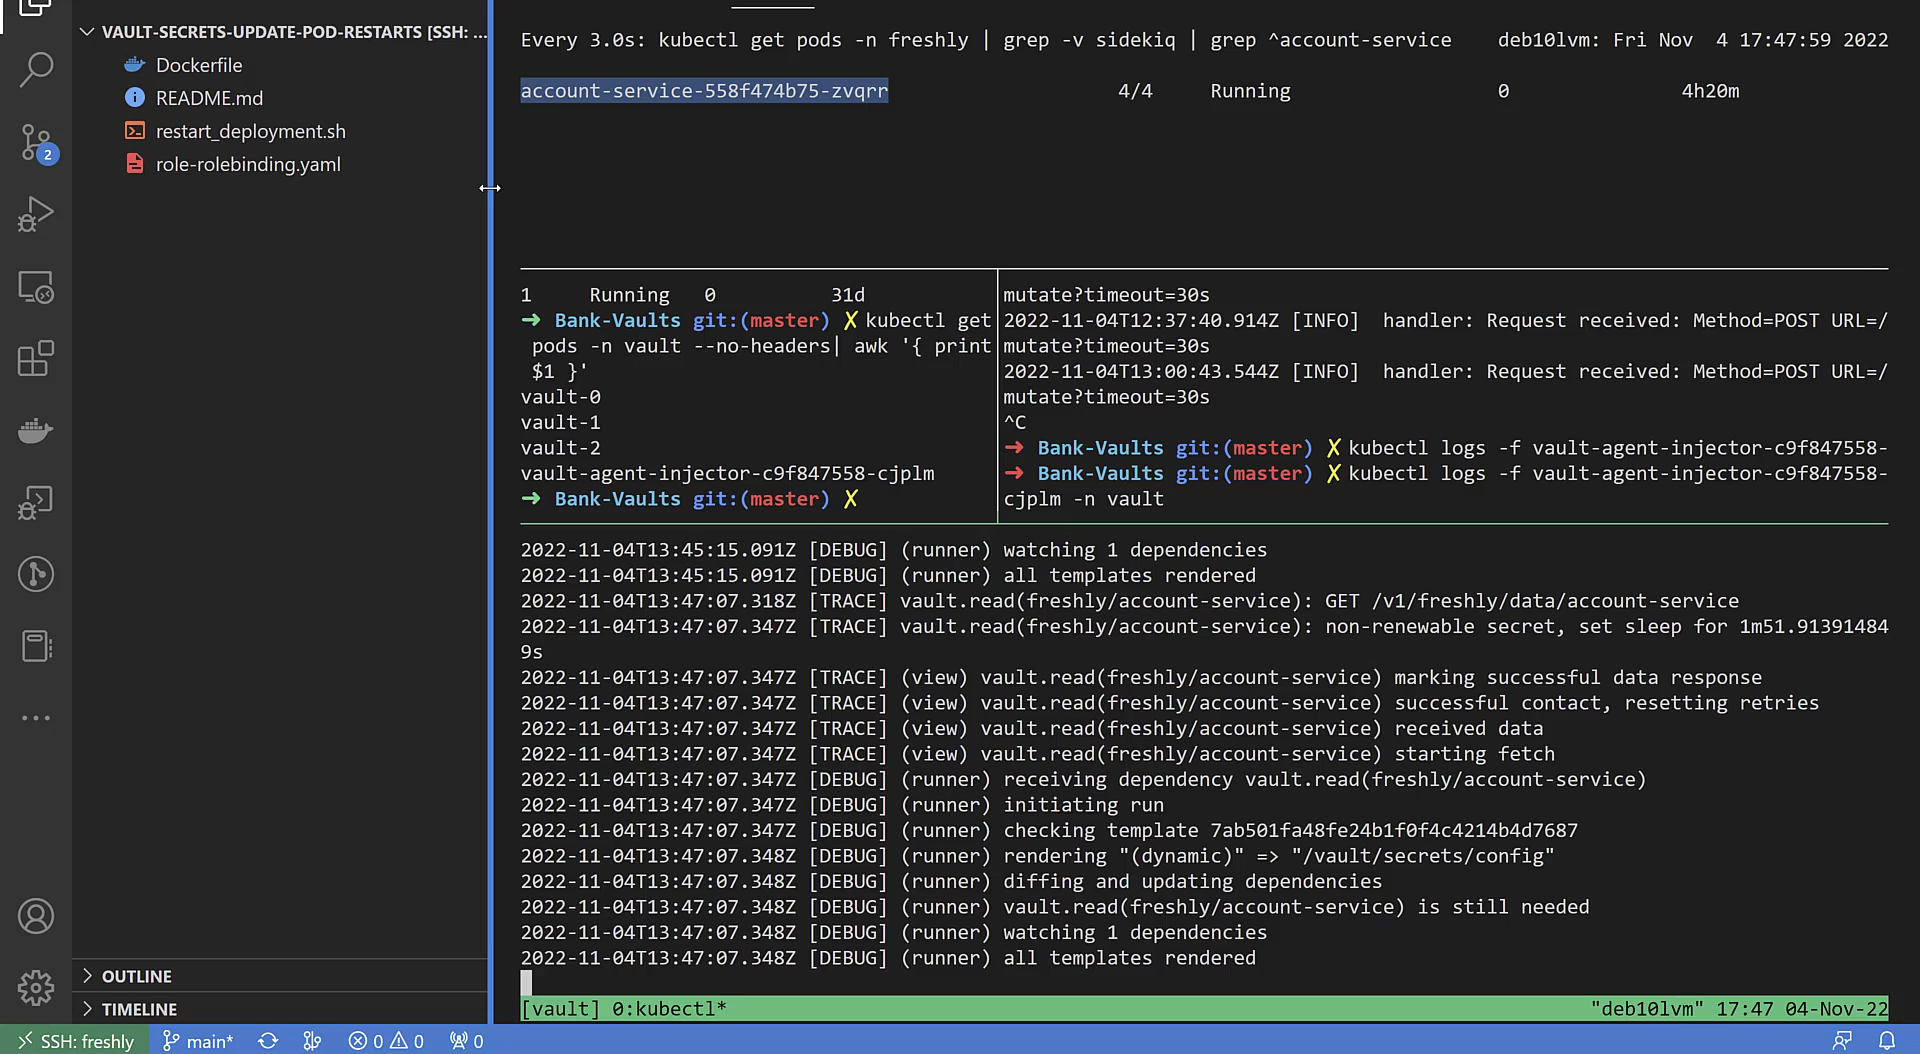 VAULT-SECRETS-UPDATE-POD-RESTARTS [SSH: ...
Dockerfile
README.md
restart_deployment.sh
role-rolebinding.yaml
2
OUTLINE
TIMELINE
Every 3.0s: kubectl get pods -n freshly | grep -v sidekiq | grep ^account-service    deb10lvm: Fri Nov  4 17:47:59 2022
account-service-558f474b75-zvqrr    4/4    Running    0    4h20m
1     Running   0          31d
➜ Bank-Vaults git:(master) ✗ kubectl get
pods -n vault --no-headers| awk '{ print
$1 }'
vault-0
vault-1
vault-2
vault-agent-injector-c9f847558-cjplm
➜ Bank-Vaults git:(master) ✗
mutate?timeout=30s
2022-11-04T12:37:40.914Z [INFO]  handler: Request received: Method=POST URL=/
mutate?timeout=30s
2022-11-04T13:00:43.544Z [INFO]  handler: Request received: Method=POST URL=/
mutate?timeout=30s
^C
➜ Bank-Vaults git:(master) ✗ kubectl logs -f vault-agent-injector-c9f847558-
➜ Bank-Vaults git:(master) ✗ kubectl logs -f vault-agent-injector-c9f847558-
cjplm -n vault
2022-11-04T13:45:15.091Z [DEBUG] (runner) watching 1 dependencies
2022-11-04T13:45:15.091Z [DEBUG] (runner) all templates rendered
2022-11-04T13:47:07.318Z [TRACE] vault.read(freshly/account-service): GET /v1/freshly/data/account-service
2022-11-04T13:47:07.347Z [TRACE] vault.read(freshly/account-service): non-renewable secret, set sleep for 1m51.91391484
9s
2022-11-04T13:47:07.347Z [TRACE] (view) vault.read(freshly/account-service) marking successful data response
2022-11-04T13:47:07.347Z [TRACE] (view) vault.read(freshly/account-service) successful contact, resetting retries
2022-11-04T13:47:07.347Z [TRACE] (view) vault.read(freshly/account-service) received data
2022-11-04T13:47:07.347Z [TRACE] (view) vault.read(freshly/account-service) starting fetch
2022-11-04T13:47:07.347Z [DEBUG] (runner) receiving dependency vault.read(freshly/account-service)
2022-11-04T13:47:07.347Z [DEBUG] (runner) initiating run
2022-11-04T13:47:07.347Z [DEBUG] (runner) checking template 7ab501fa48fe24b1f0f4c4214b4d7687
2022-11-04T13:47:07.348Z [DEBUG] (runner) rendering "(dynamic)" => "/vault/secrets/config"
2022-11-04T13:47:07.348Z [DEBUG] (runner) diffing and updating dependencies
2022-11-04T13:47:07.348Z [DEBUG] (runner) vault.read(freshly/account-service) is still needed
2022-11-04T13:47:07.348Z [DEBUG] (runner) watching 1 dependencies
2022-11-04T13:47:07.348Z [DEBUG] (runner) all templates rendered
[vault] 0:kubectl*    "deb10lvm" 17:47 04-Nov-22
SSH: freshly    main*    0    0    0